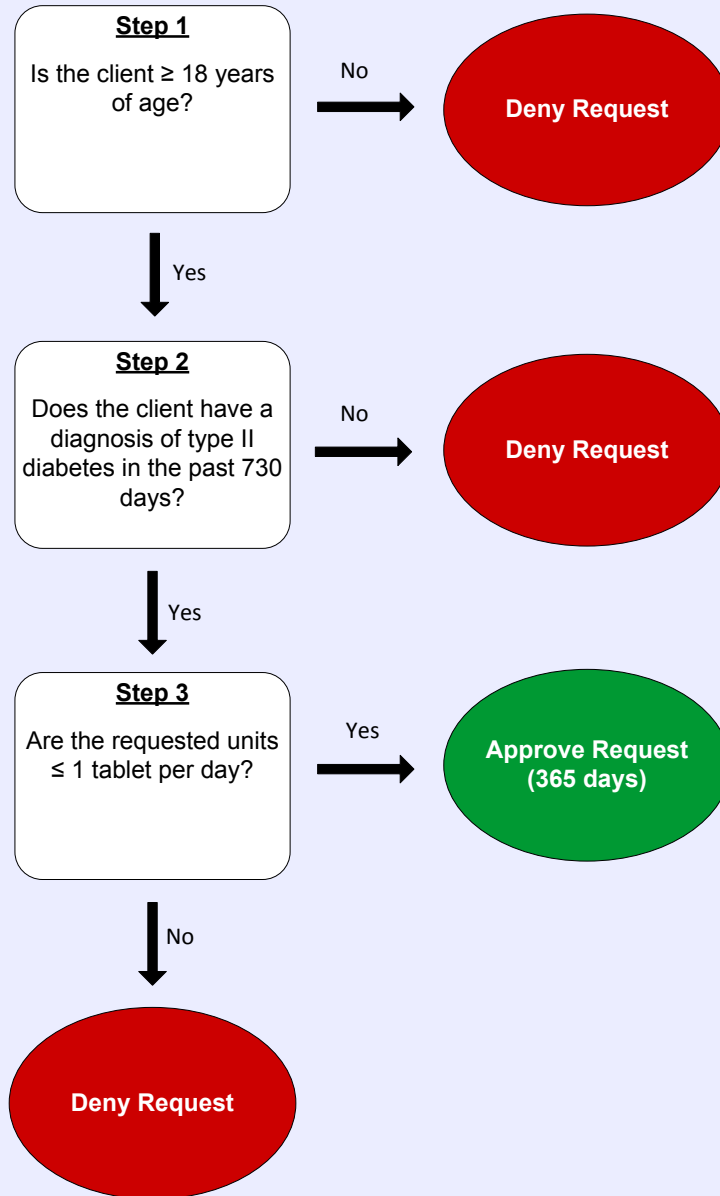 Step 1
Is the client ≥ 18 years
of age?
No
Deny Request
Yes
Step 2
Does the client have a
diagnosis of type II
diabetes in the past 730
days?
No
Deny Request
Yes
Step 3
Are the requested units
≤ 1 tablet per day?
Yes
Approve Request
(365 days)
No
Deny Request